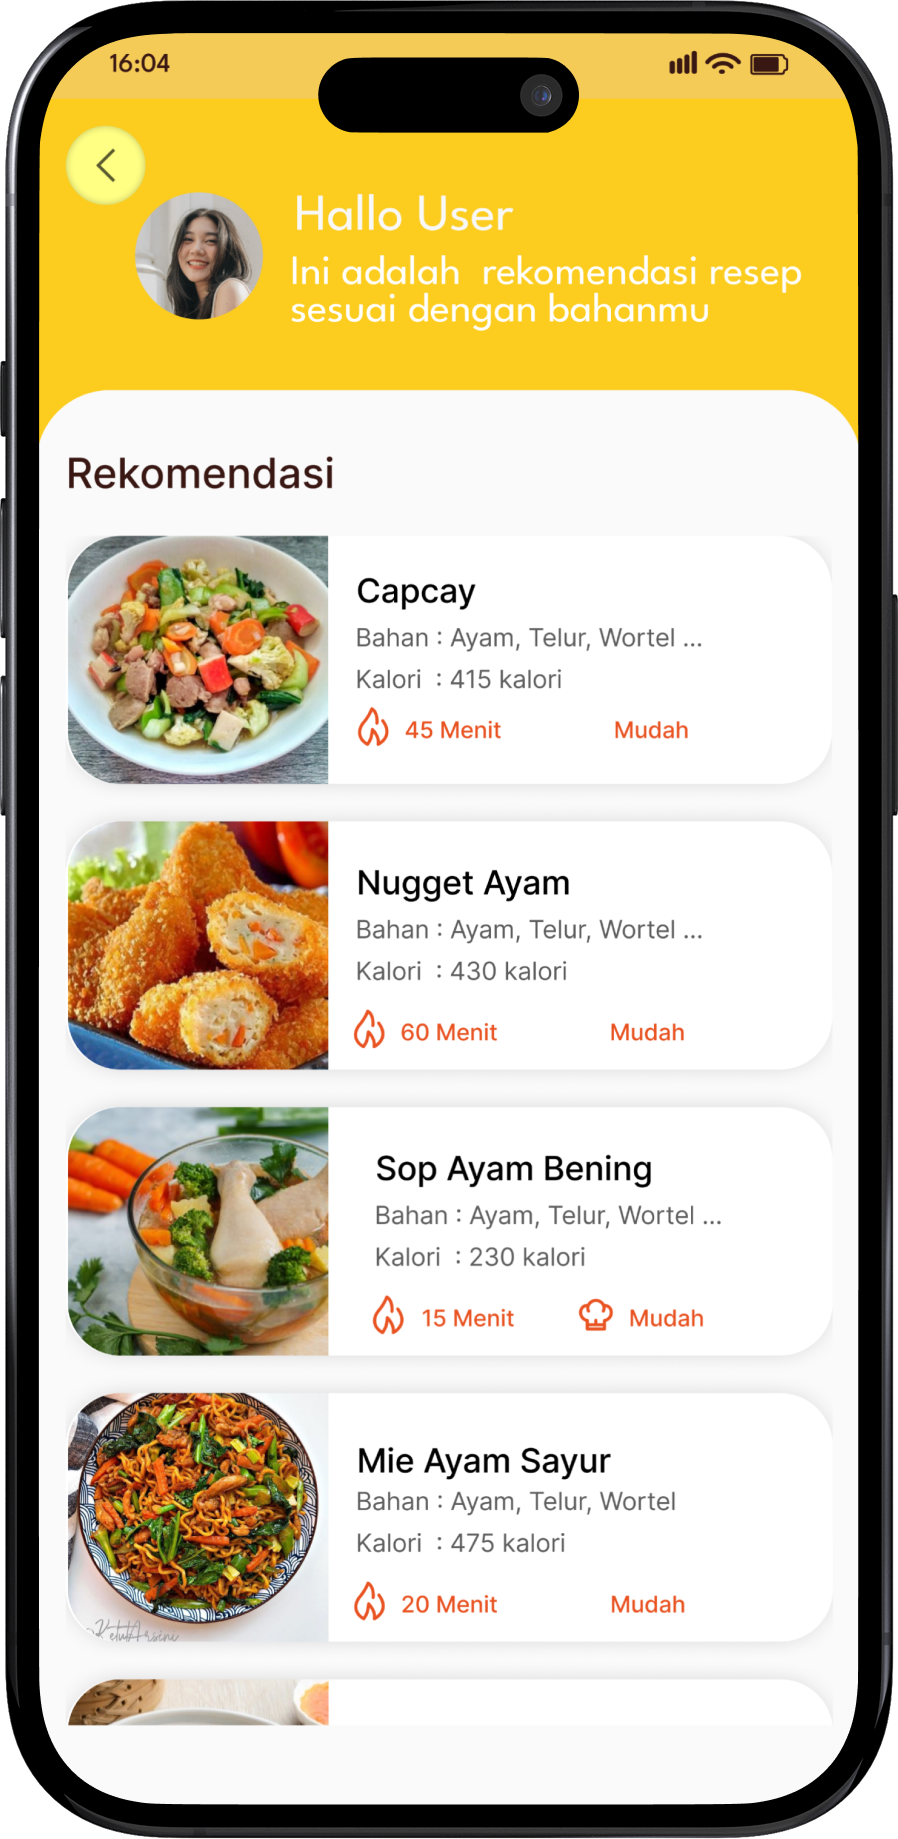 16:04
Hallo User
Ini adalah rekomendasi resep
sesuai dengan bahanmu
Rekomendasi
Capcay
Bahan : Ayam, Telur, Wortel ...
Kalori : 415 kalori
45 Menit Mudah
Nugget Ayam
Bahan : Ayam, Telur, Wortel ...
Kalori : 430 kalori
60 Menit Mudah
Sop Ayam Bening
Bahan : Ayam, Telur, Wortel ...
Kalori : 230 kalori
15 Menit Mudah
Mie Ayam Sayur
Bahan : Ayam, Telur, Wortel
Kalori : 475 kalori
20 Menit Mudah